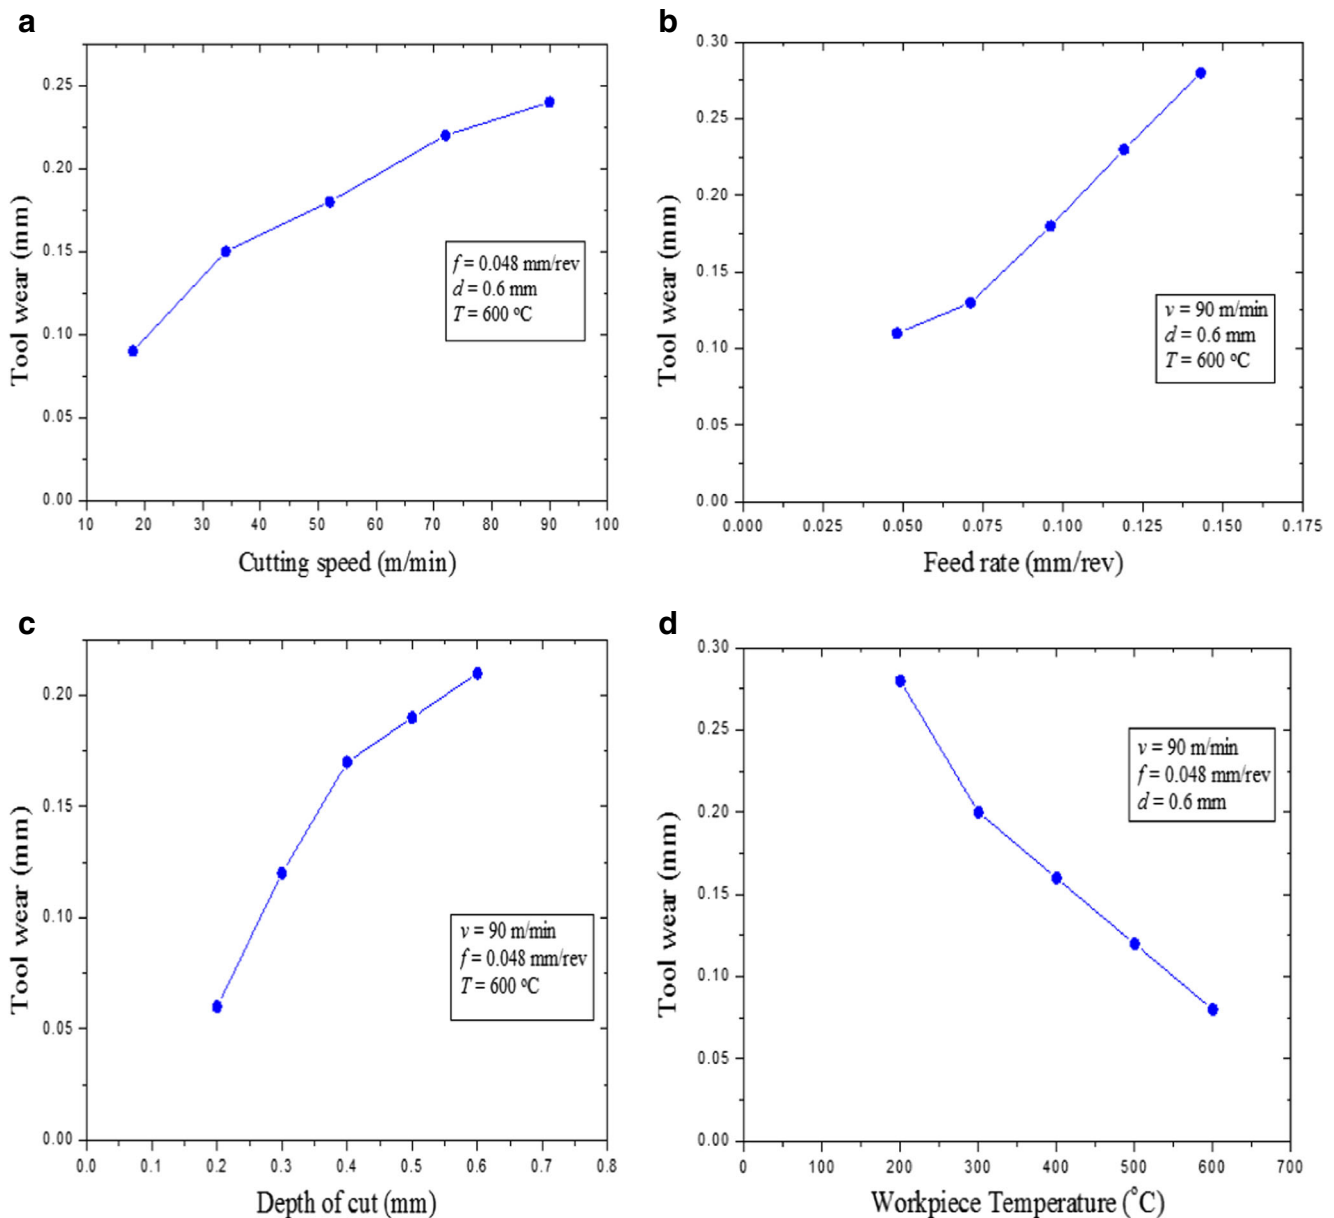 a
0.25
0.20
0.15
0.10
0.05
0.00
Tool wear (mm)
f = 0.048 mm/rev
d = 0.6 mm
T = 600 °C
10 20 30 40 50 60 70 80 90 100
Cutting speed (m/min)
b
0.30
0.25
0.20
0.15
0.10
0.05
0.00
Tool wear (mm)
v = 90 m/min
d = 0.6 mm
T = 600 °C
0.000 0.025 0.050 0.075 0.100 0.125 0.150 0.175
Feed rate (mm/rev)
c
0.20
0.15
0.10
0.05
0.00
Tool wear (mm)
v = 90 m/min
f = 0.048 mm/rev
T = 600 °C
0.0 0.1 0.2 0.3 0.4 0.5 0.6 0.7 0.8
Depth of cut (mm)
d
0.30
0.25
0.20
0.15
0.10
0.05
0.00
Tool wear (mm)
v = 90 m/min
f = 0.048 mm/rev
d = 0.6 mm
0 100 200 300 400 500 600 700
Workpiece Temperature (°C)